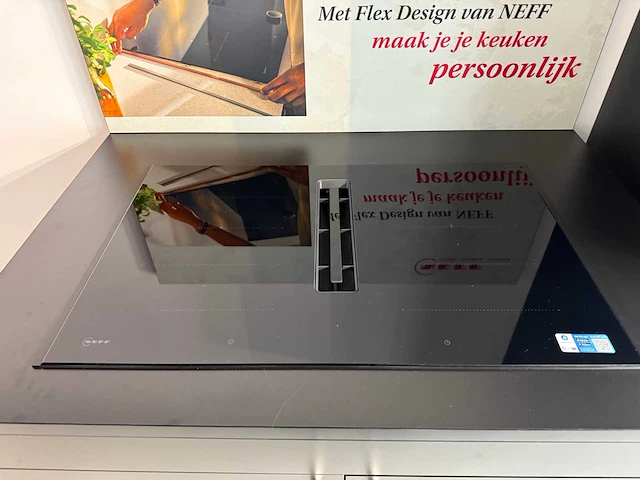 Met Flex Design van NEFF
maak je je keuken
persoonlijk
NEFF